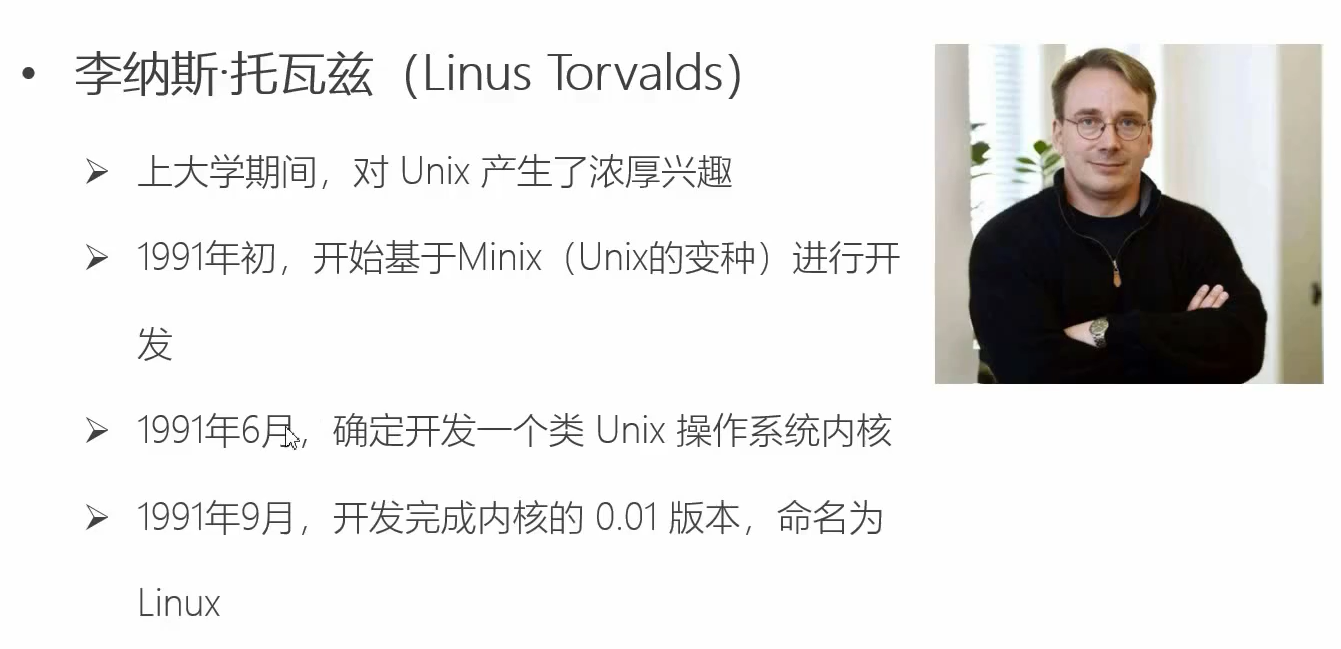 • 李纳斯·托瓦兹（Linus Torvalds）
➢ 上大学期间，对 Unix 产生了浓厚兴趣
➢ 1991年初，开始基于Minix（Unix的变种）进行开
发
➢ 1991年6月，确定开发一个类 Unix 操作系统内核
➢ 1991年9月，开发完成内核的 0.01 版本，命名为
Linux